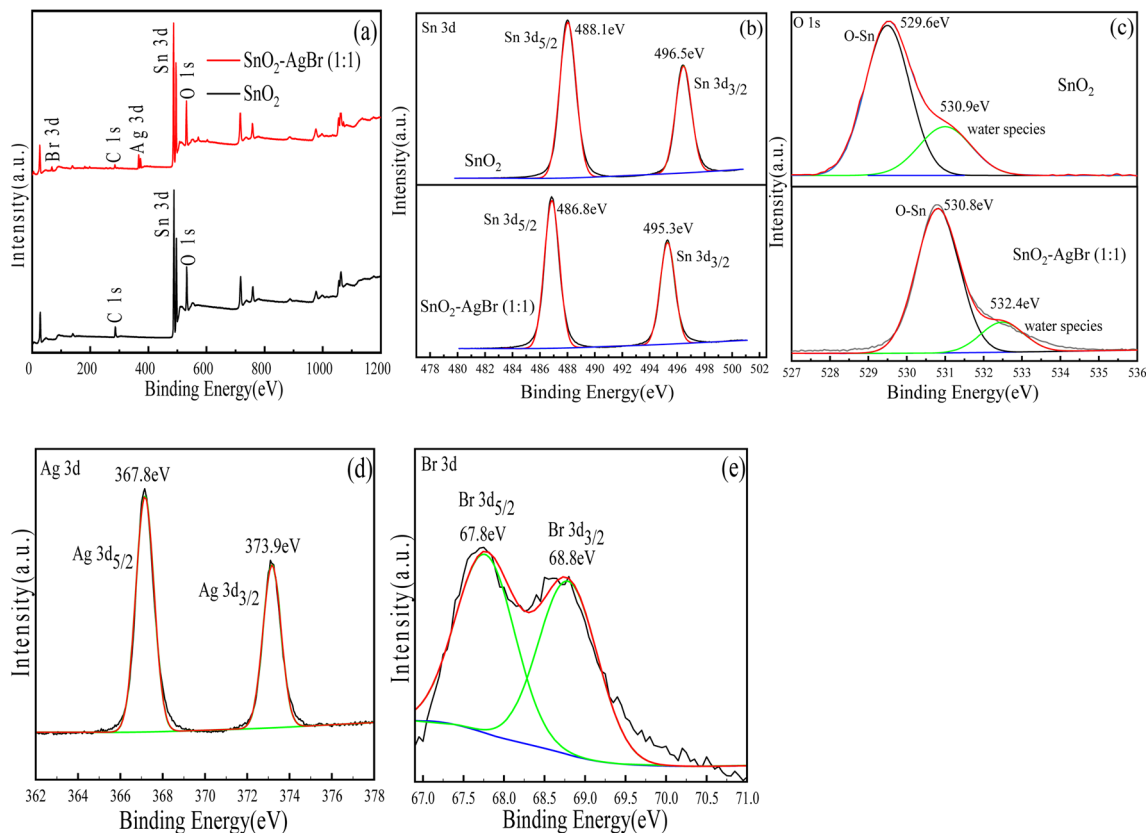 (a)
Sn 3d
O 1s
SnO₂-AgBr (1:1)
SnO₂
Br 3d
C 1s
Ag 3d
Sn 3d
O 1s
C 1s
Intensity(a.u.)
0 200 400 600 800 1000 1200
Binding Energy(eV)
Sn 3d
(b)
Sn 3d₅/₂
488.1eV
496.5eV
Sn 3d₃/₂
SnO₂
Sn 3d₅/₂
486.8eV
495.3eV
Sn 3d₃/₂
SnO₂-AgBr (1:1)
Intensity(a.u.)
478 480 482 484 486 488 490 492 494 496 498 500 502
Binding Energy(eV)
O 1s
(c)
529.6eV
O-Sn
SnO₂
530.9eV
water species
O-Sn
530.8eV
SnO₂-AgBr (1:1)
532.4eV
water species
Intensity(a.u.)
527 528 529 530 531 532 533 534 535 536
Binding Energy(eV)
Ag 3d
(d)
367.8eV
Ag 3d₅/₂
373.9eV
Ag 3d₃/₂
Intensity(a.u.)
362 364 366 368 370 372 374 376 378
Binding Energy(eV)
Br 3d
(e)
Br 3d₅/₂
67.8eV
Br 3d₃/₂
68.8eV
Intensity(a.u.)
67.0 67.5 68.0 68.5 69.0 69.5 70.0 70.5 71.0
Binding Energy(eV)